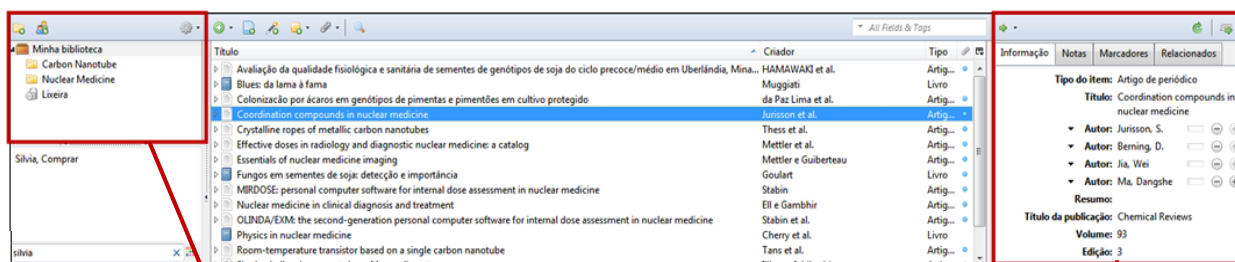 All Fields & Tags
Minha biblioteca
Carbon Nanotube
Nuclear Medicine
Lixeira
Silvia, Comprar
silvia
Título Criador Tipo
Avaliação da qualidade fisiológica e sanitária de sementes de genótipos de soja do ciclo precoce/médio em Uberlândia, Mina... HAMAWAKI et al. Artig...
Blues: da lama à fama Muggiati Livro
Colonização por ácaros em genótipos de pimentas e pimentões em cultivo protegido da Paz Lima et al. Artig...
Coordination compounds in nuclear medicine Jurisson et al. Artig...
Crystalline ropes of metallic carbon nanotubes Thess et al. Artig...
Effective doses in radiology and diagnostic nuclear medicine: a catalog Mettler et al. Artig...
Essentials of nuclear medicine imaging Mettler e Guiberteau Artig...
Fungos em sementes de soja: detecção e importância Goulart Livro
MIRDOSE: personal computer software for internal dose assessment in nuclear medicine Stabin Artig...
Nuclear medicine in clinical diagnosis and treatment Ell e Gambhir Artig...
OLINDA/EXM: the second-generation personal computer software for internal dose assessment in nuclear medicine Stabin et al. Artig...
Physics in nuclear medicine Cherry et al. Livro
Room-temperature transistor based on a single carbon nanotube Tans et al. Artig...
Informação Notas Marcadores Relacionados
Tipo do item: Artigo de periódico
Título: Coordination compounds in
nuclear medicine
Autor: Jurisson, S.
Autor: Berning, D.
Autor: Jia, Wei
Autor: Ma, Dangshe
Resumo:
Título da publicação: Chemical Reviews
Volume: 93
Edição: 3